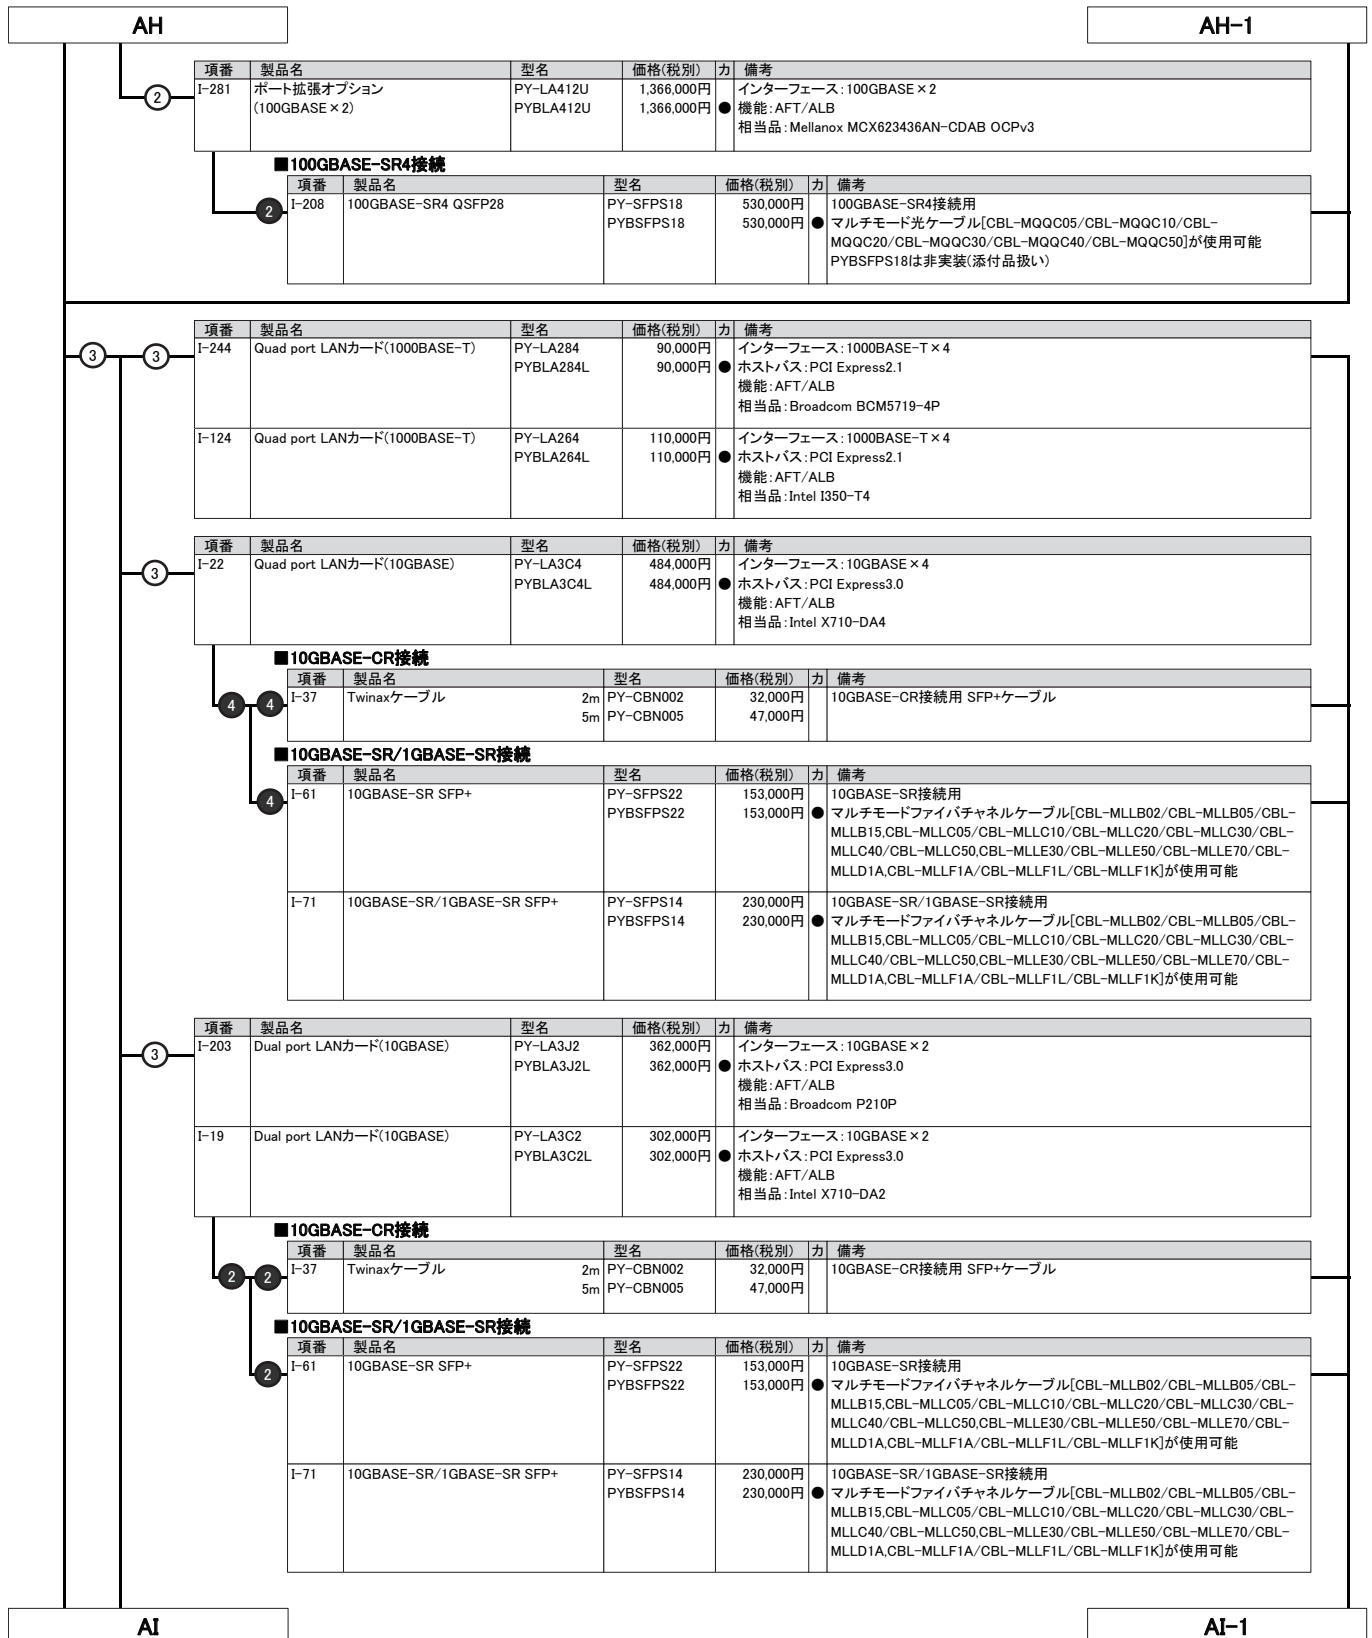 AH
AH-1
項番 製品名 型名 価格(税別) カ 備考
2
I-281 ポート拡張オプション PY-LA412U 1,366,000円 インターフェース:100GBASE×2
(100GBASE×2) PYBLA412U 1,366,000円 ● 機能:AFT/ALB
相当品:Mellanox MCX623436AN-CDAB OCPv3
■100GBASE-SR4接続
項番 製品名 型名 価格(税別) カ 備考
2
I-208 100GBASE-SR4 QSFP28 PY-SFPS18 530,000円 100GBASE-SR4接続用
PYBSFPS18 530,000円 ● マルチモード光ケーブル[CBL-MQQC05/CBL-MQQC10/CBL-
MQQC20/CBL-MQQC30/CBL-MQQC40/CBL-MQQC50]が使用可能
PYBSFPS18は非実装(添付品扱い)
項番 製品名 型名 価格(税別) カ 備考
3 3
I-244 Quad port LANカード(1000BASE-T) PY-LA284 90,000円 インターフェース:1000BASE-T×4
PYBLA284L 90,000円 ● ホストバス:PCI Express2.1
機能:AFT/ALB
相当品:Broadcom BCM5719-4P
I-124 Quad port LANカード(1000BASE-T) PY-LA264 110,000円 インターフェース:1000BASE-T×4
PYBLA264L 110,000円 ● ホストバス:PCI Express2.1
機能:AFT/ALB
相当品:Intel I350-T4
項番 製品名 型名 価格(税別) カ 備考
3
I-22 Quad port LANカード(10GBASE) PY-LA3C4 484,000円 インターフェース:10GBASE×4
PYBLA3C4L 484,000円 ● ホストバス:PCI Express3.0
機能:AFT/ALB
相当品:Intel X710-DA4
■10GBASE-CR接続
項番 製品名 型名 価格(税別) カ 備考
4 4
I-37 Twinaxケーブル 2m PY-CBN002 32,000円 10GBASE-CR接続用 SFP+ケーブル
5m PY-CBN005 47,000円
■10GBASE-SR/1GBASE-SR接続
項番 製品名 型名 価格(税別) カ 備考
4
I-61 10GBASE-SR SFP+ PY-SFPS22 153,000円 10GBASE-SR接続用
PYBSFPS22 153,000円 ● マルチモードファイバチャネルケーブル[CBL-MLLB02/CBL-MLLB05/CBL-
MLLB15,CBL-MLLC05/CBL-MLLC10/CBL-MLLC20/CBL-MLLC30/CBL-
MLLC40/CBL-MLLC50,CBL-MLLE30/CBL-MLLE50/CBL-MLLE70/CBL-
MLLD1A,CBL-MLLF1A/CBL-MLLF1L/CBL-MLLF1K]が使用可能
I-71 10GBASE-SR/1GBASE-SR SFP+ PY-SFPS14 230,000円 10GBASE-SR/1GBASE-SR接続用
PYBSFPS14 230,000円 ● マルチモードファイバチャネルケーブル[CBL-MLLB02/CBL-MLLB05/CBL-
MLLB15,CBL-MLLC05/CBL-MLLC10/CBL-MLLC20/CBL-MLLC30/CBL-
MLLC40/CBL-MLLC50,CBL-MLLE30/CBL-MLLE50/CBL-MLLE70/CBL-
MLLD1A,CBL-MLLF1A/CBL-MLLF1L/CBL-MLLF1K]が使用可能
項番 製品名 型名 価格(税別) カ 備考
3
I-203 Dual port LANカード(10GBASE) PY-LA3J2 362,000円 インターフェース:10GBASE×2
PYBLA3J2L 362,000円 ● ホストバス:PCI Express3.0
機能:AFT/ALB
相当品:Broadcom P210P
I-19 Dual port LANカード(10GBASE) PY-LA3C2 302,000円 インターフェース:10GBASE×2
PYBLA3C2L 302,000円 ● ホストバス:PCI Express3.0
機能:AFT/ALB
相当品:Intel X710-DA2
■10GBASE-CR接続
項番 製品名 型名 価格(税別) カ 備考
2 2
I-37 Twinaxケーブル 2m PY-CBN002 32,000円 10GBASE-CR接続用 SFP+ケーブル
5m PY-CBN005 47,000円
■10GBASE-SR/1GBASE-SR接続
項番 製品名 型名 価格(税別) カ 備考
2
I-61 10GBASE-SR SFP+ PY-SFPS22 153,000円 10GBASE-SR接続用
PYBSFPS22 153,000円 ● マルチモードファイバチャネルケーブル[CBL-MLLB02/CBL-MLLB05/CBL-
MLLB15,CBL-MLLC05/CBL-MLLC10/CBL-MLLC20/CBL-MLLC30/CBL-
MLLC40/CBL-MLLC50,CBL-MLLE30/CBL-MLLE50/CBL-MLLE70/CBL-
MLLD1A,CBL-MLLF1A/CBL-MLLF1L/CBL-MLLF1K]が使用可能
I-71 10GBASE-SR/1GBASE-SR SFP+ PY-SFPS14 230,000円 10GBASE-SR/1GBASE-SR接続用
PYBSFPS14 230,000円 ● マルチモードファイバチャネルケーブル[CBL-MLLB02/CBL-MLLB05/CBL-
MLLB15,CBL-MLLC05/CBL-MLLC10/CBL-MLLC20/CBL-MLLC30/CBL-
MLLC40/CBL-MLLC50,CBL-MLLE30/CBL-MLLE50/CBL-MLLE70/CBL-
MLLD1A,CBL-MLLF1A/CBL-MLLF1L/CBL-MLLF1K]が使用可能
AI
AI-1